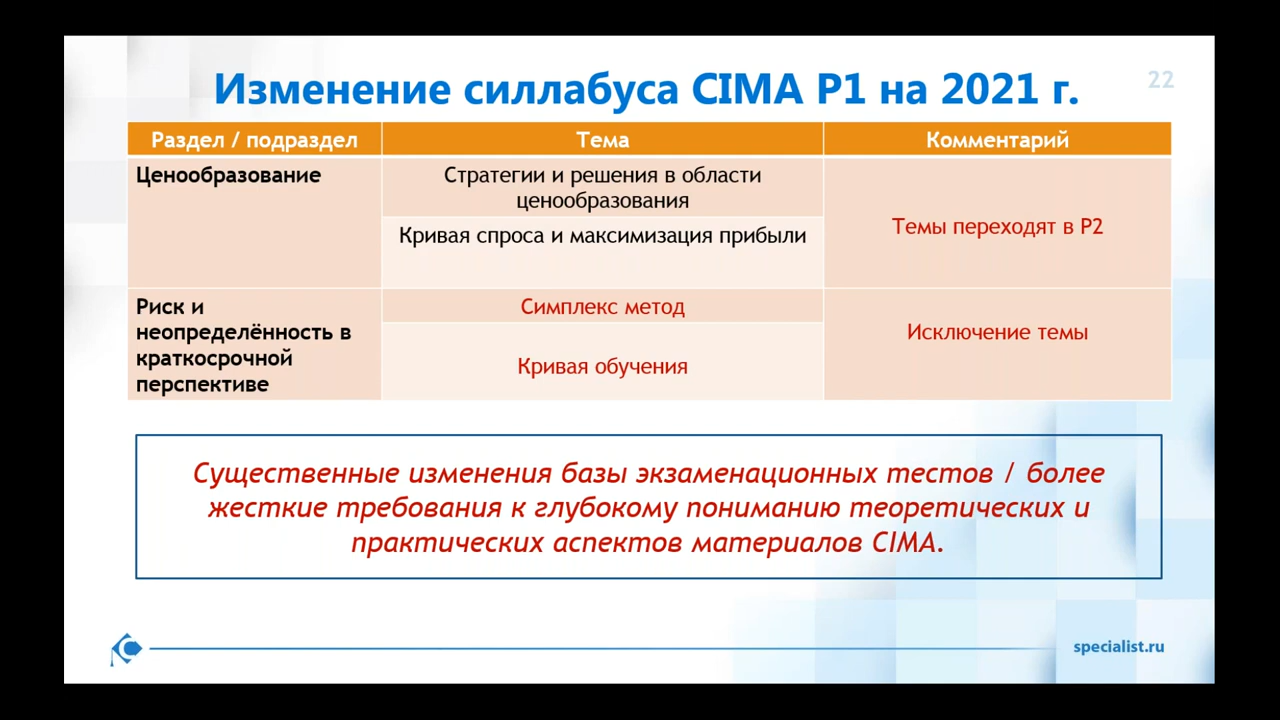 Изменение силлабуса CIMA P1 на 2021 г.
22
Раздел / подраздел
Тема
Комментарий
Ценообразование
Стратегии и решения в области
ценообразования
Кривая спроса и максимизация прибыли
Темы переходят в P2
Риск и
неопределённость в
краткосрочной
перспективе
Симплекс метод
Кривая обучения
Исключение темы
Существенные изменения базы экзаменационных тестов / более
жесткие требования к глубокому пониманию теоретических и
практических аспектов материалов CIMA.
specialist.ru